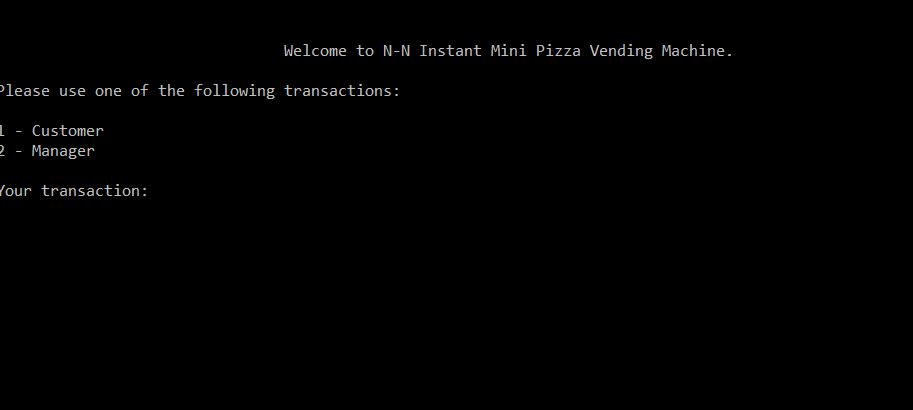 Welcome to N-N Instant Mini Pizza Vending Machine.
Please use one of the following transactions:
1 - Customer
2 - Manager
Your transaction: